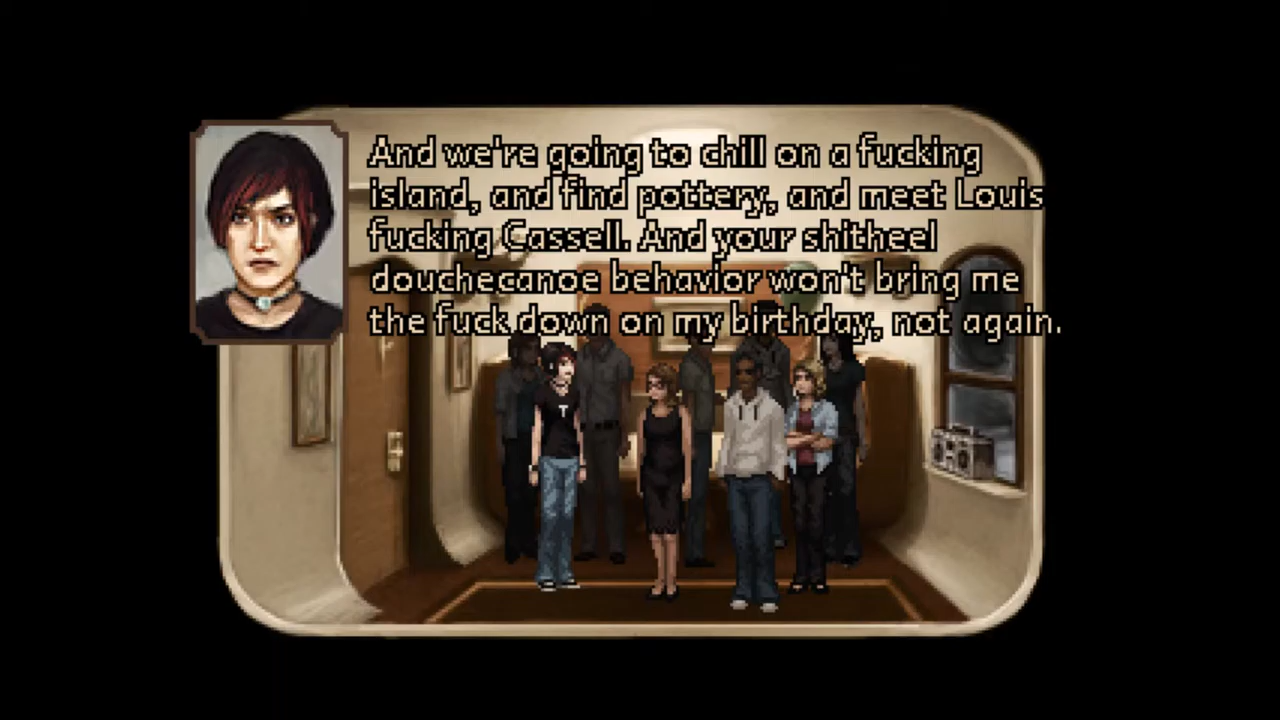 And we're going to chill on a fucking
island, and find pottery, and meet Louis
fucking Cassell. And your shitheel
douchecanoe behavior won't bring me
the fuck down on my birthday, not again.
T